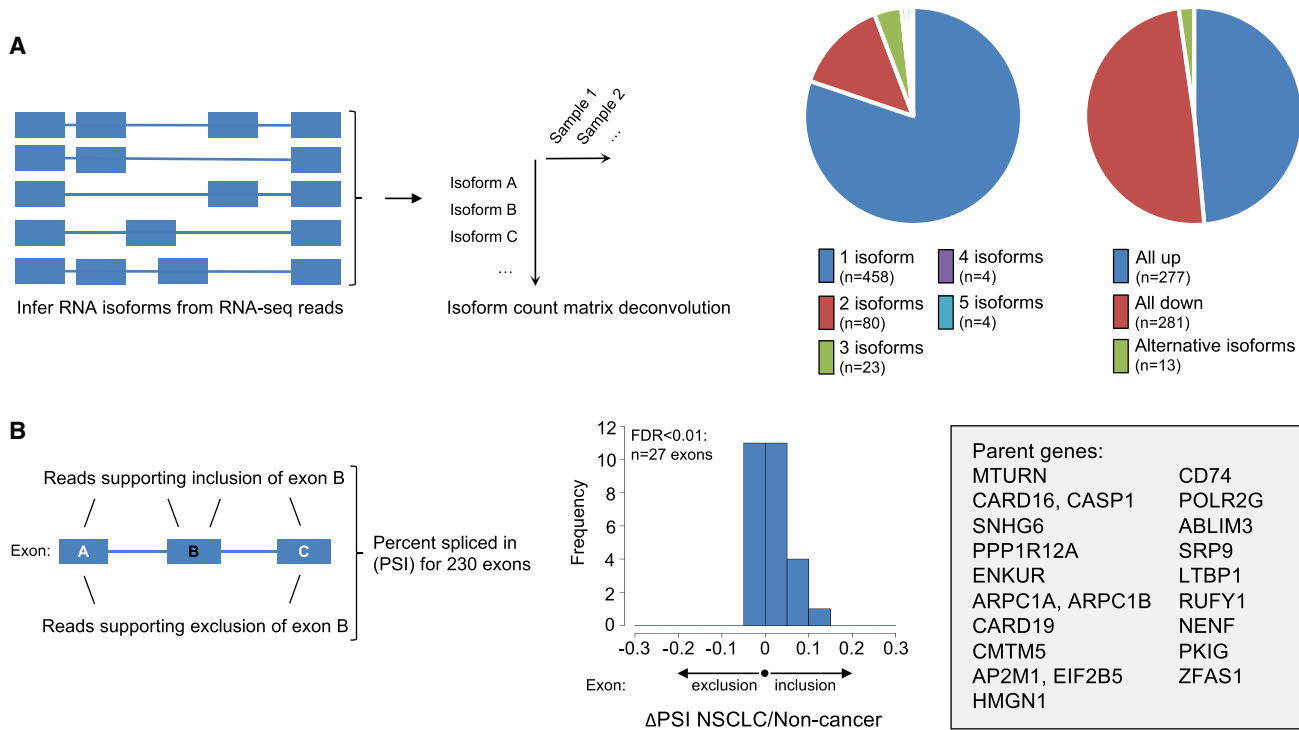 A
Infer RNA isoforms from RNA-seq reads
Sample 1
Sample 2
...
Isoform A
Isoform B
Isoform C
...
Isoform count matrix deconvolution
1 isoform
(n=458)
2 isoforms
(n=80)
3 isoforms
(n=23)
4 isoforms
(n=4)
5 isoforms
(n=4)
All up
(n=277)
All down
(n=281)
Alternative isoforms
(n=13)
B
Reads supporting inclusion of exon B
Exon:
A
B
C
Reads supporting exclusion of exon B
Percent spliced in
(PSI) for 230 exons
FDR<0.01:
n=27 exons
Frequency
12
10
8
6
4
2
0
-0.3 -0.2 -0.1 0 0.1 0.2 0.3
Exon: exclusion inclusion
ΔPSI NSCLC/Non-cancer
Parent genes:
MTURN
CARD16, CASP1
SNHG6
PPP1R12A
ENKUR
ARPC1A, ARPC1B
CARD19
CMTM5
AP2M1, EIF2B5
HMGN1
CD74
POLR2G
ABLIM3
SRP9
LTBP1
RUFY1
NENF
PKIG
ZFAS1